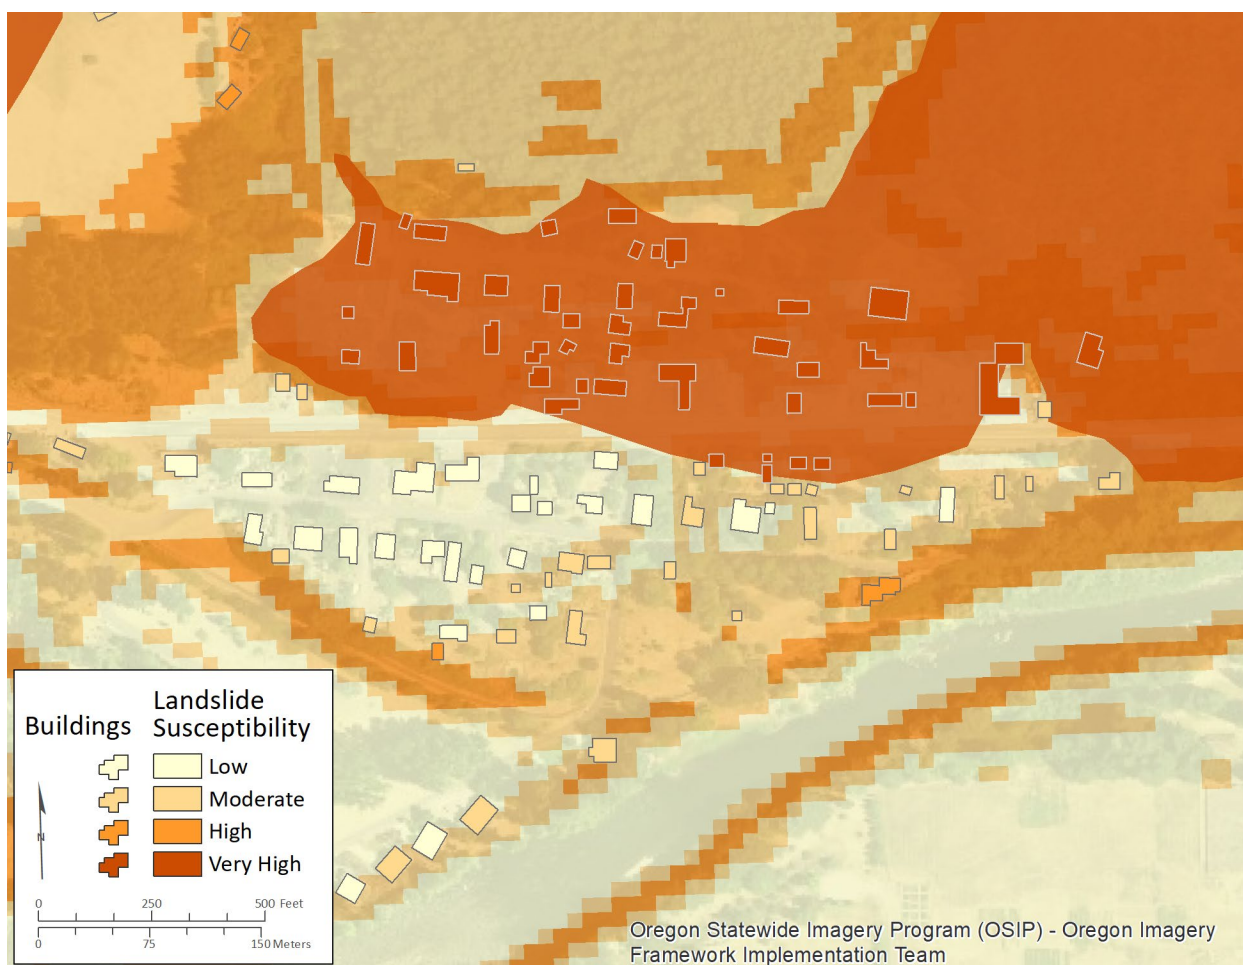 Buildings
Landslide
Susceptibility
Low
Moderate
High
Very High
N
0 250 500 Feet
0 75 150 Meters
Oregon Statewide Imagery Program (OSIP) - Oregon Imagery
Framework Implementation Team